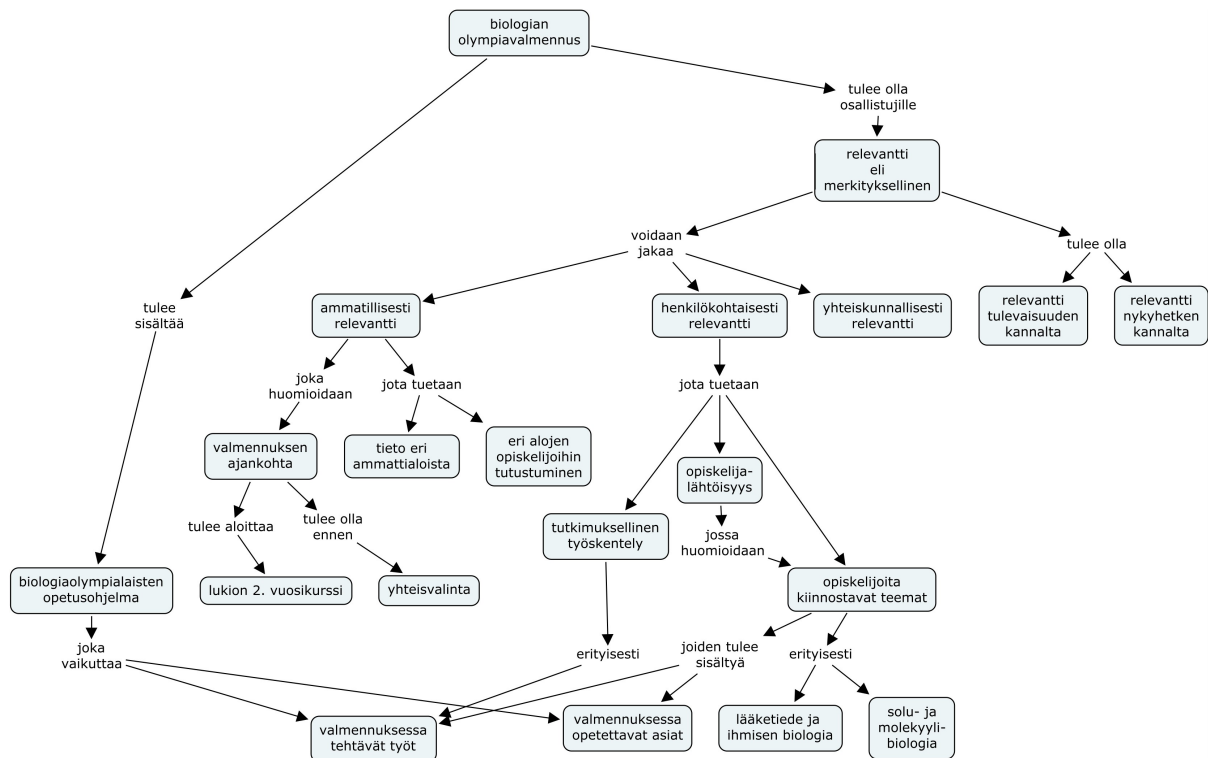 biologian
olympiavalmennus
tulee olla
osallistujille
relevantti
eli
merkityksellinen
voidaan
jakaa
tulee olla
tulee
sisältää
ammatillisesti
relevantti
henkilökohtaisesti
relevantti
yhteiskunnallisesti
relevantti
relevantti
tulevaisuuden
kannalta
relevantti
nykyhetken
kannalta
joka
huomioidaan
jota tuetaan
jota tuetaan
valmennuksen
ajankohta
tieto eri
ammattialoista
eri alojen
opiskelijoihin
tutustuminen
opiskelija-
lähtöisyys
tulee aloittaa
tulee olla
ennen
tutkimuksellinen
työskentely
jossa
huomioidaan
biologiaolympialaisten
opetusohjelma
lukion 2. vuosikurssi
yhteisvalinta
opiskelijoita
kiinnostavat teemat
joka
vaikuttaa
erityisesti
joiden tulee
sisältyä
erityisesti
valmennuksessa
tehtävät työt
valmennuksessa
opetettavat asiat
lääketiede ja
ihmisen biologia
solu- ja
molekyyli-
biologia